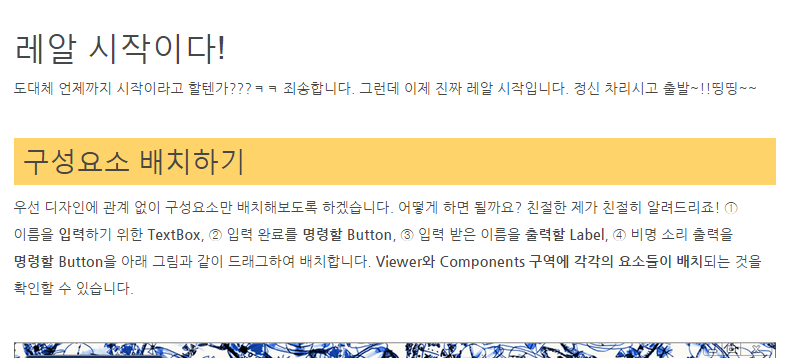 레알 시작이다!
도대체 언제까지 시작이라고 할텐가???ㅋㅋ 죄송합니다. 그런데 이제 진짜 레알 시작입니다. 정신 차리시고 출발~!!띵띵~~
구성요소 배치하기
우선 디자인에 관계 없이 구성요소만 배치해보도록 하겠습니다. 어떻게 하면 될까요? 친절한 제가 친절히 알려드리죠! ①
이름을 입력하기 위한 TextBox, ② 입력 완료를 명령할 Button, ③ 입력 받은 이름을 출력할 Label, ④ 비명 소리 출력을
명령할 Button을 아래 그림과 같이 드래그하여 배치합니다. Viewer와 Components 구역에 각각의 요소들이 배치되는 것을
확인할 수 있습니다.